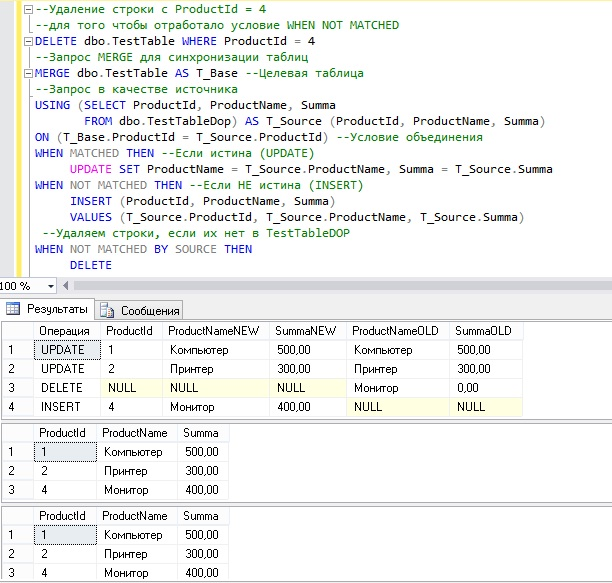 --Удаление строки с ProductId = 4
--для того чтобы отработало условие WHEN NOT MATCHED
DELETE dbo.TestTable WHERE ProductId = 4
--Запрос MERGE для синхронизации таблиц
MERGE dbo.TestTable AS T_Base --Целевая таблица
--Запрос в качестве источника
USING (SELECT ProductId, ProductName, Summa
FROM dbo.TestTableDop) AS T_Source (ProductId, ProductName, Summa)
ON (T_Base.ProductId = T_Source.ProductId) --Условие объединения
WHEN MATCHED THEN --Если истина (UPDATE)
UPDATE SET ProductName = T_Source.ProductName, Summa = T_Source.Summa
WHEN NOT MATCHED THEN --Если НЕ истина (INSERT)
INSERT (ProductId, ProductName, Summa)
VALUES (T_Source.ProductId, T_Source.ProductName, T_Source.Summa)
--Удаляем строки, если их нет в TestTableDOP
WHEN NOT MATCHED BY SOURCE THEN
DELETE
100 %
Результаты Сообщения
Операция ProductId ProductNameNEW SummaNEW ProductNameOLD SummaOLD
1 UPDATE 1 Компьютер 500,00 Компьютер 500,00
2 UPDATE 2 Принтер 300,00 Принтер 300,00
3 DELETE NULL NULL NULL Монитор 0,00
4 INSERT 4 Монитор 400,00 NULL NULL
ProductId ProductName Summa
1 1 Компьютер 500,00
2 2 Принтер 300,00
3 4 Монитор 400,00
ProductId ProductName Summa
1 1 Компьютер 500,00
2 2 Принтер 300,00
3 4 Монитор 400,00